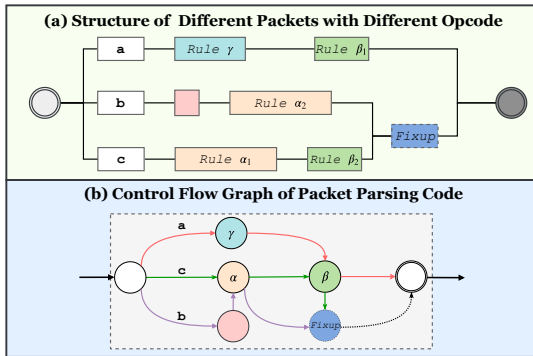 (a) Structure of Different Packets with Different Opcode
a Rule γ Rule β₁
b Rule α₂
Fixup
c Rule α₁ Rule β₂
(b) Control Flow Graph of Packet Parsing Code
a
γ
c α β
b Fixup